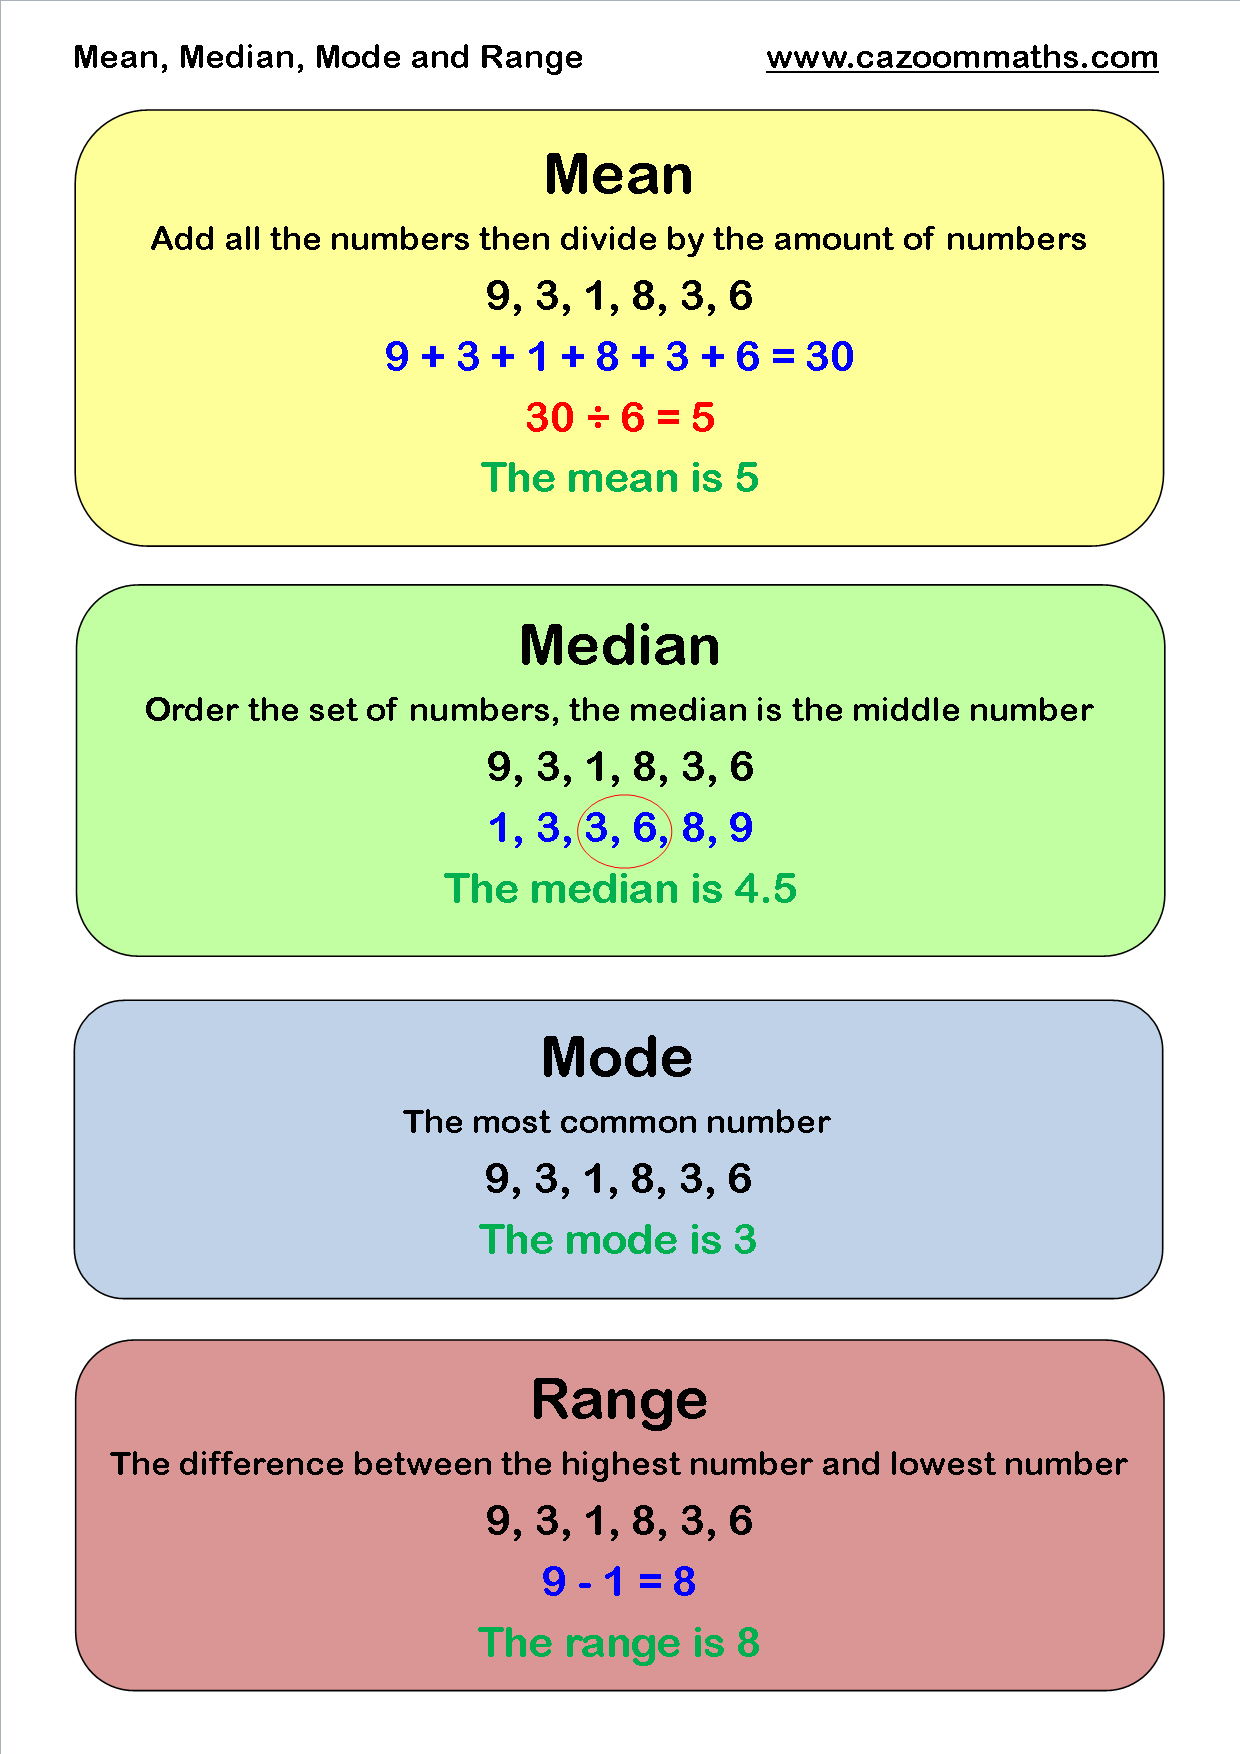 Mean, Median, Mode and Range
www.cazoommaths.com
Mean
Add all the numbers then divide by the amount of numbers
9, 3, 1, 8, 3, 6
9 + 3 + 1 + 8 + 3 + 6 = 30
30 ÷ 6 = 5
The mean is 5
Median
Order the set of numbers, the median is the middle number
9, 3, 1, 8, 3, 6
1, 3, 3, 6, 8, 9
The median is 4.5
Mode
The most common number
9, 3, 1, 8, 3, 6
The mode is 3
Range
The difference between the highest number and lowest number
9, 3, 1, 8, 3, 6
9 - 1 = 8
The range is 8